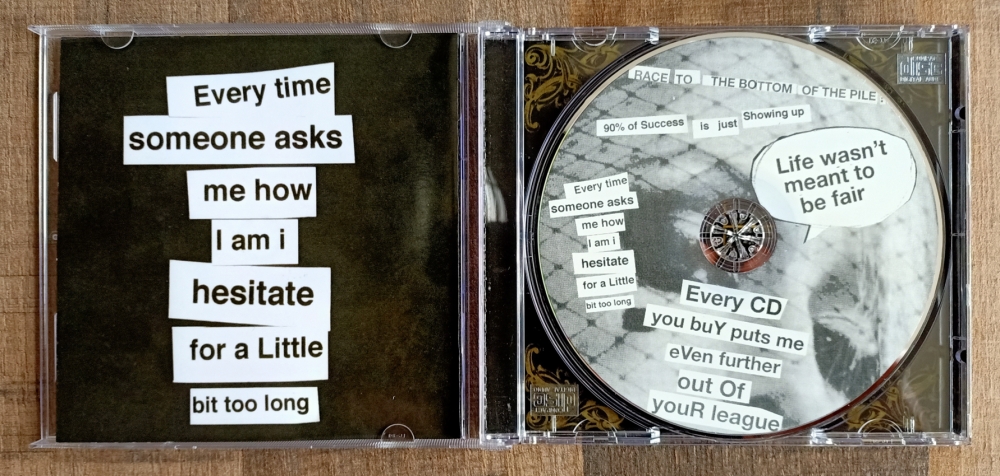 Every time
someone asks
me how
I am i
hesitate
for a Little
bit too long
RACE TO THE BOTTOM OF THE PILE.
90% of Success is just Showing up
Life wasn't
meant to
be fair
Every time
someone asks
me how
I am i
hesitate
for a Little
bit too long
Every CD
you buY puts me
eVen further
out Of
youR league